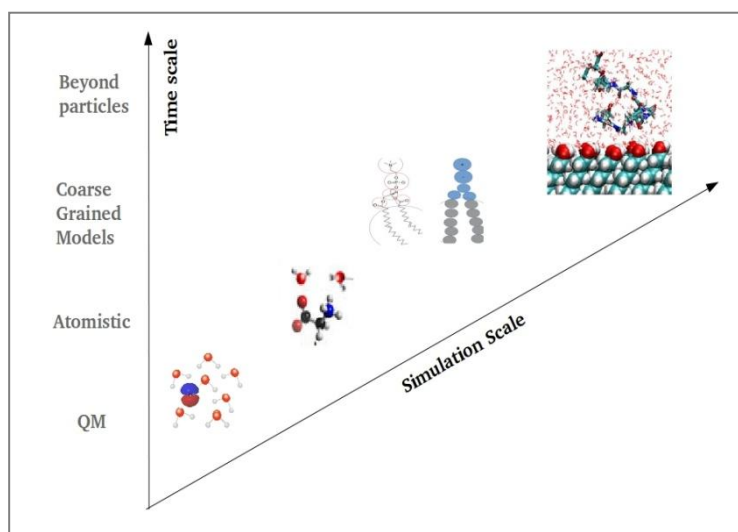 Beyond
particles
Coarse
Grained
Models
Atomistic
QM
Time scale
Simulation Scale